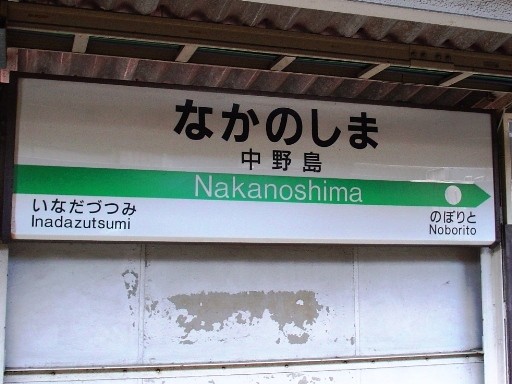 なかのしま
中野島
Nakanoshima
いなだづつみ
Inadazutsumi
のぼりと
Noborito